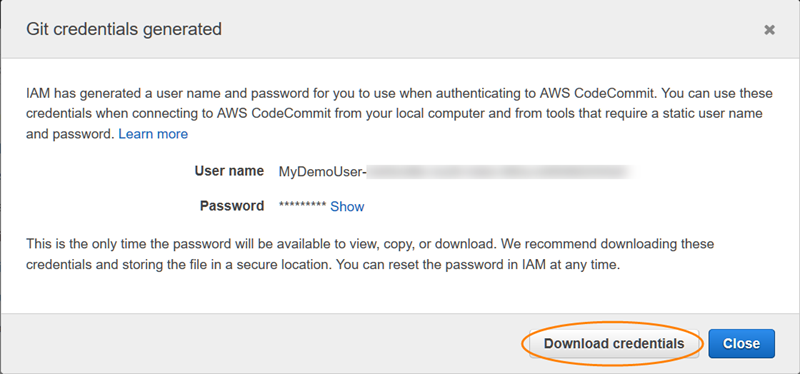 Git credentials generated
IAM has generated a user name and password for you to use when authenticating to AWS CodeCommit. You can use these
credentials when connecting to AWS CodeCommit from your local computer and from tools that require a static user name
and password. Learn more
User name MyDemoUser-
Password ********* Show
This is the only time the password will be available to view, copy, or download. We recommend downloading these
credentials and storing the file in a secure location. You can reset the password in IAM at any time.
Download credentials Close